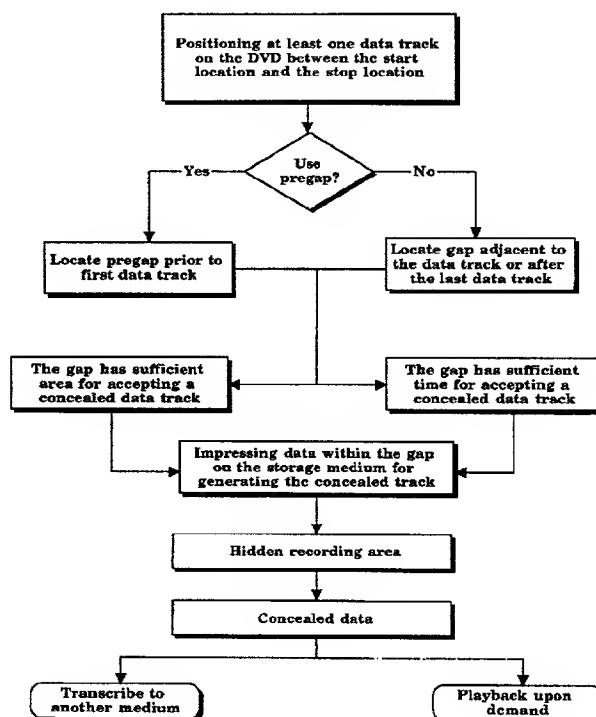 Positioning at least one data track
on the DVD between the start
location and the stop location
Use
pregap?
Yes
No
Locate pregap prior to
first data track
Locate gap adjacent to
the data track or after
the last data track
The gap has sufficient
area for accepting a
concealed data track
The gap has sufficient
time for accepting a
concealed data track
Impressing data within the gap
on the storage medium for
generating the concealed track
Hidden recording area
Concealed data
Transcribe to
another medium
Playback upon
demand